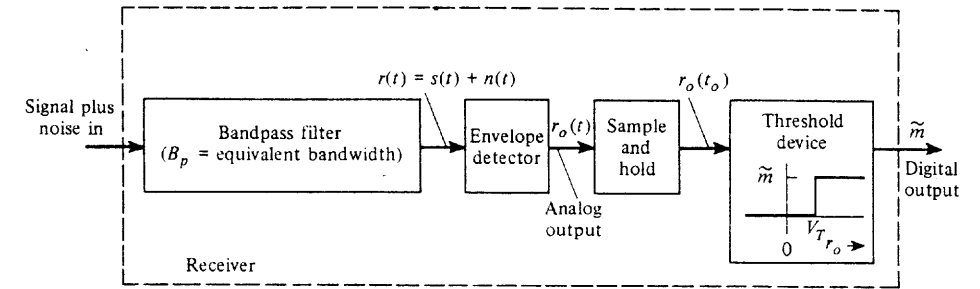 Signal plus
noise in
Bandpass filter
(B_p = equivalent bandwidth)
r(t) = s(t) + n(t)
Envelope
detector
r_o(t)
Analog
output
Sample
and
hold
r_o(t_o)
Threshold
device
m̃
0
V_T
r_o
m̃
Digital
output
Receiver